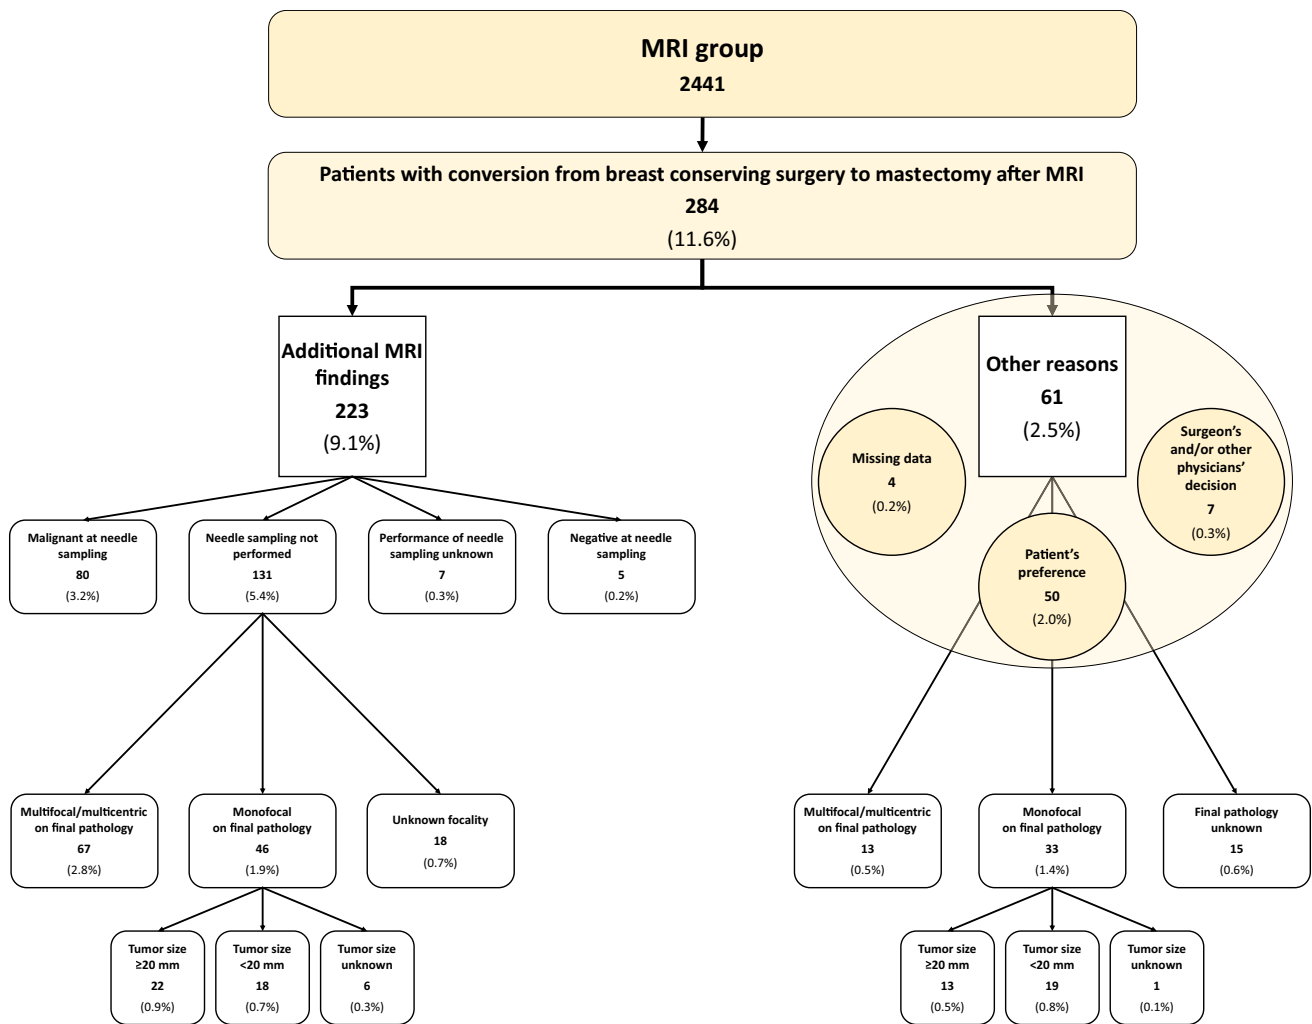 MRI group
2441
Patients with conversion from breast conserving surgery to mastectomy after MRI
284
(11.6%)
Additional MRI
findings
223
(9.1%)
Other reasons
61
(2.5%)
Missing data
4
(0.2%)
Surgeon's
and/or other
physicians'
decision
7
(0.3%)
Patient's
preference
50
(2.0%)
Malignant at needle
sampling
80
(3.2%)
Needle sampling not
performed
131
(5.4%)
Performance of needle
sampling unknown
7
(0.3%)
Negative at needle
sampling
5
(0.2%)
Multifocal/multicentric
on final pathology
67
(2.8%)
Monofocal
on final pathology
46
(1.9%)
Unknown focality
18
(0.7%)
Multifocal/multicentric
on final pathology
13
(0.5%)
Monofocal
on final pathology
33
(1.4%)
Final pathology
unknown
15
(0.6%)
Tumor size
≥20 mm
22
(0.9%)
Tumor size
<20 mm
18
(0.7%)
Tumor size
unknown
6
(0.3%)
Tumor size
≥20 mm
13
(0.5%)
Tumor size
<20 mm
19
(0.8%)
Tumor size
unknown
1
(0.1%)